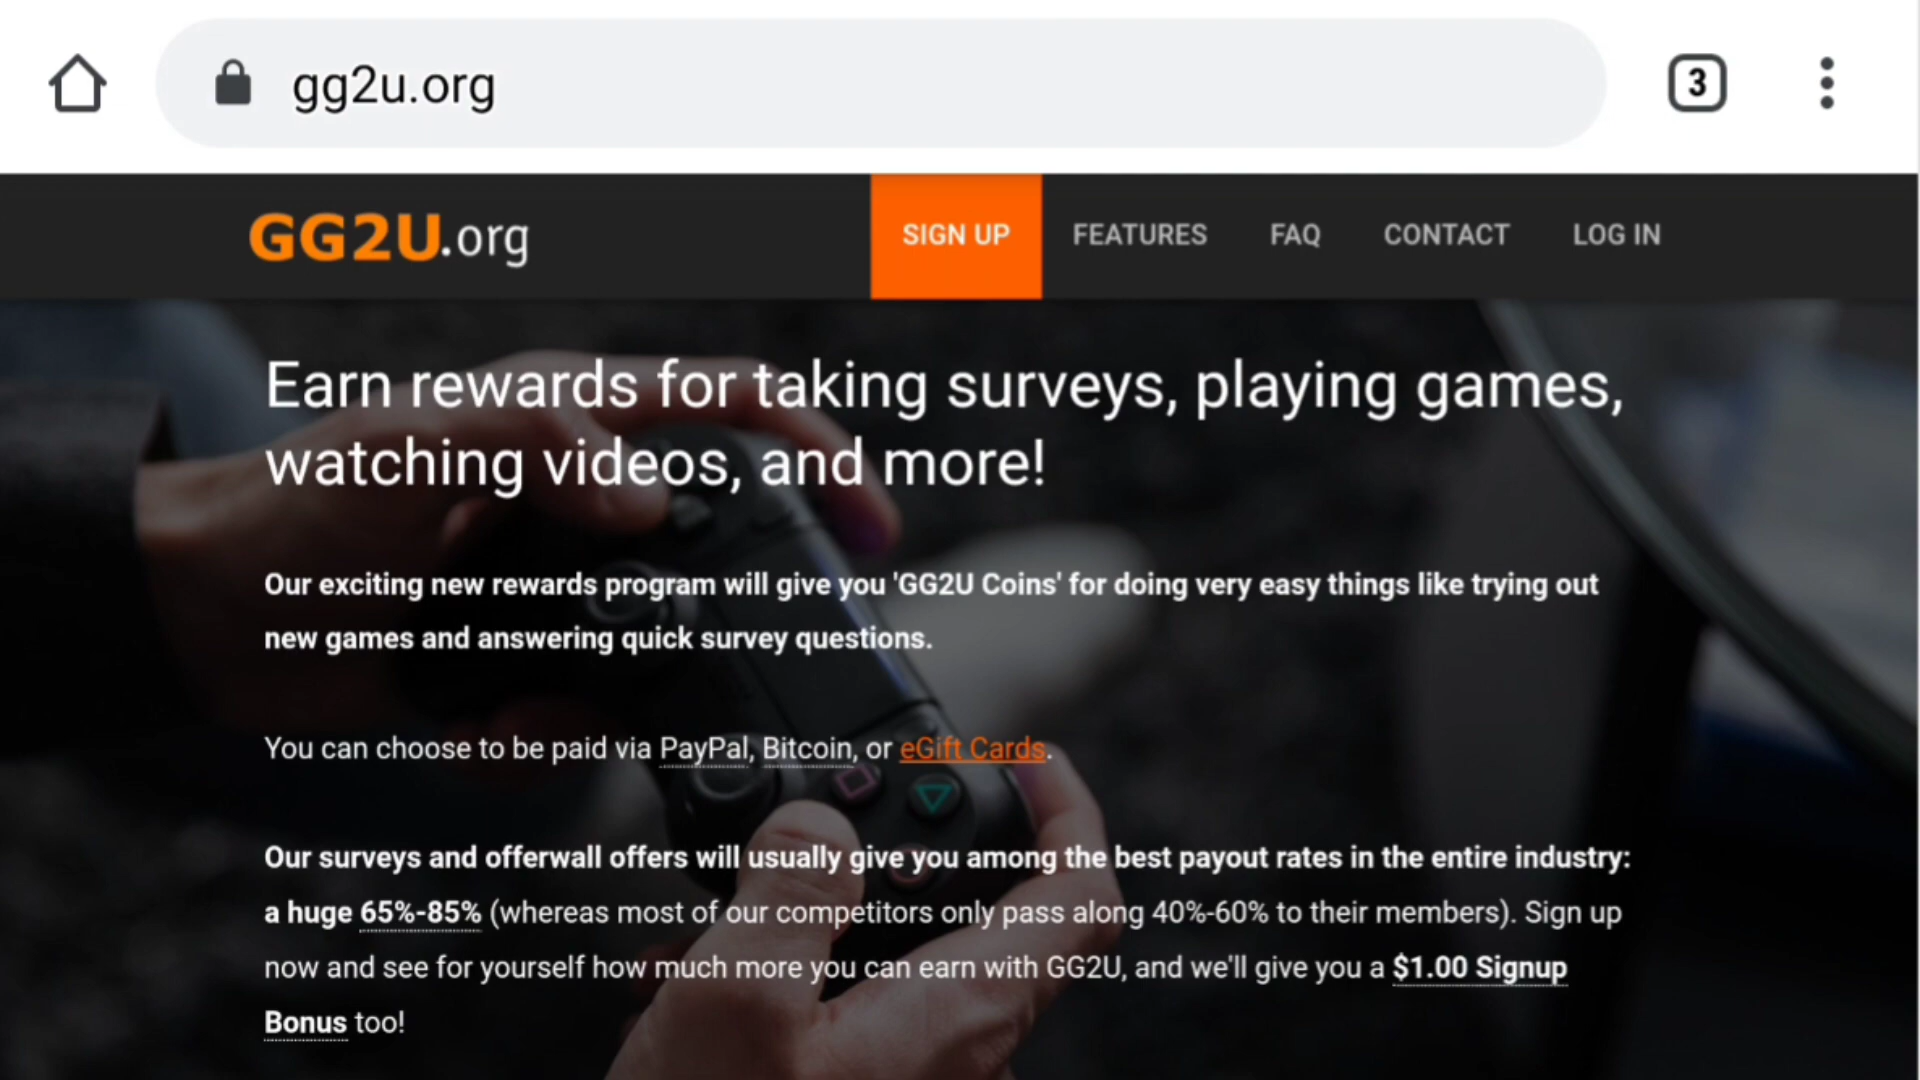 gg2u.org
3
GG2U.org
SIGN UP FEATURES FAQ CONTACT LOG IN
Earn rewards for taking surveys, playing games,
watching videos, and more!
Our exciting new rewards program will give you 'GG2U Coins' for doing very easy things like trying out
new games and answering quick survey questions.
You can choose to be paid via PayPal, Bitcoin, or eGift Cards.
Our surveys and offerwall offers will usually give you among the best payout rates in the entire industry:
a huge 65%-85% (whereas most of our competitors only pass along 40%-60% to their members). Sign up
now and see for yourself how much more you can earn with GG2U, and we'll give you a $1.00 Signup
Bonus too!